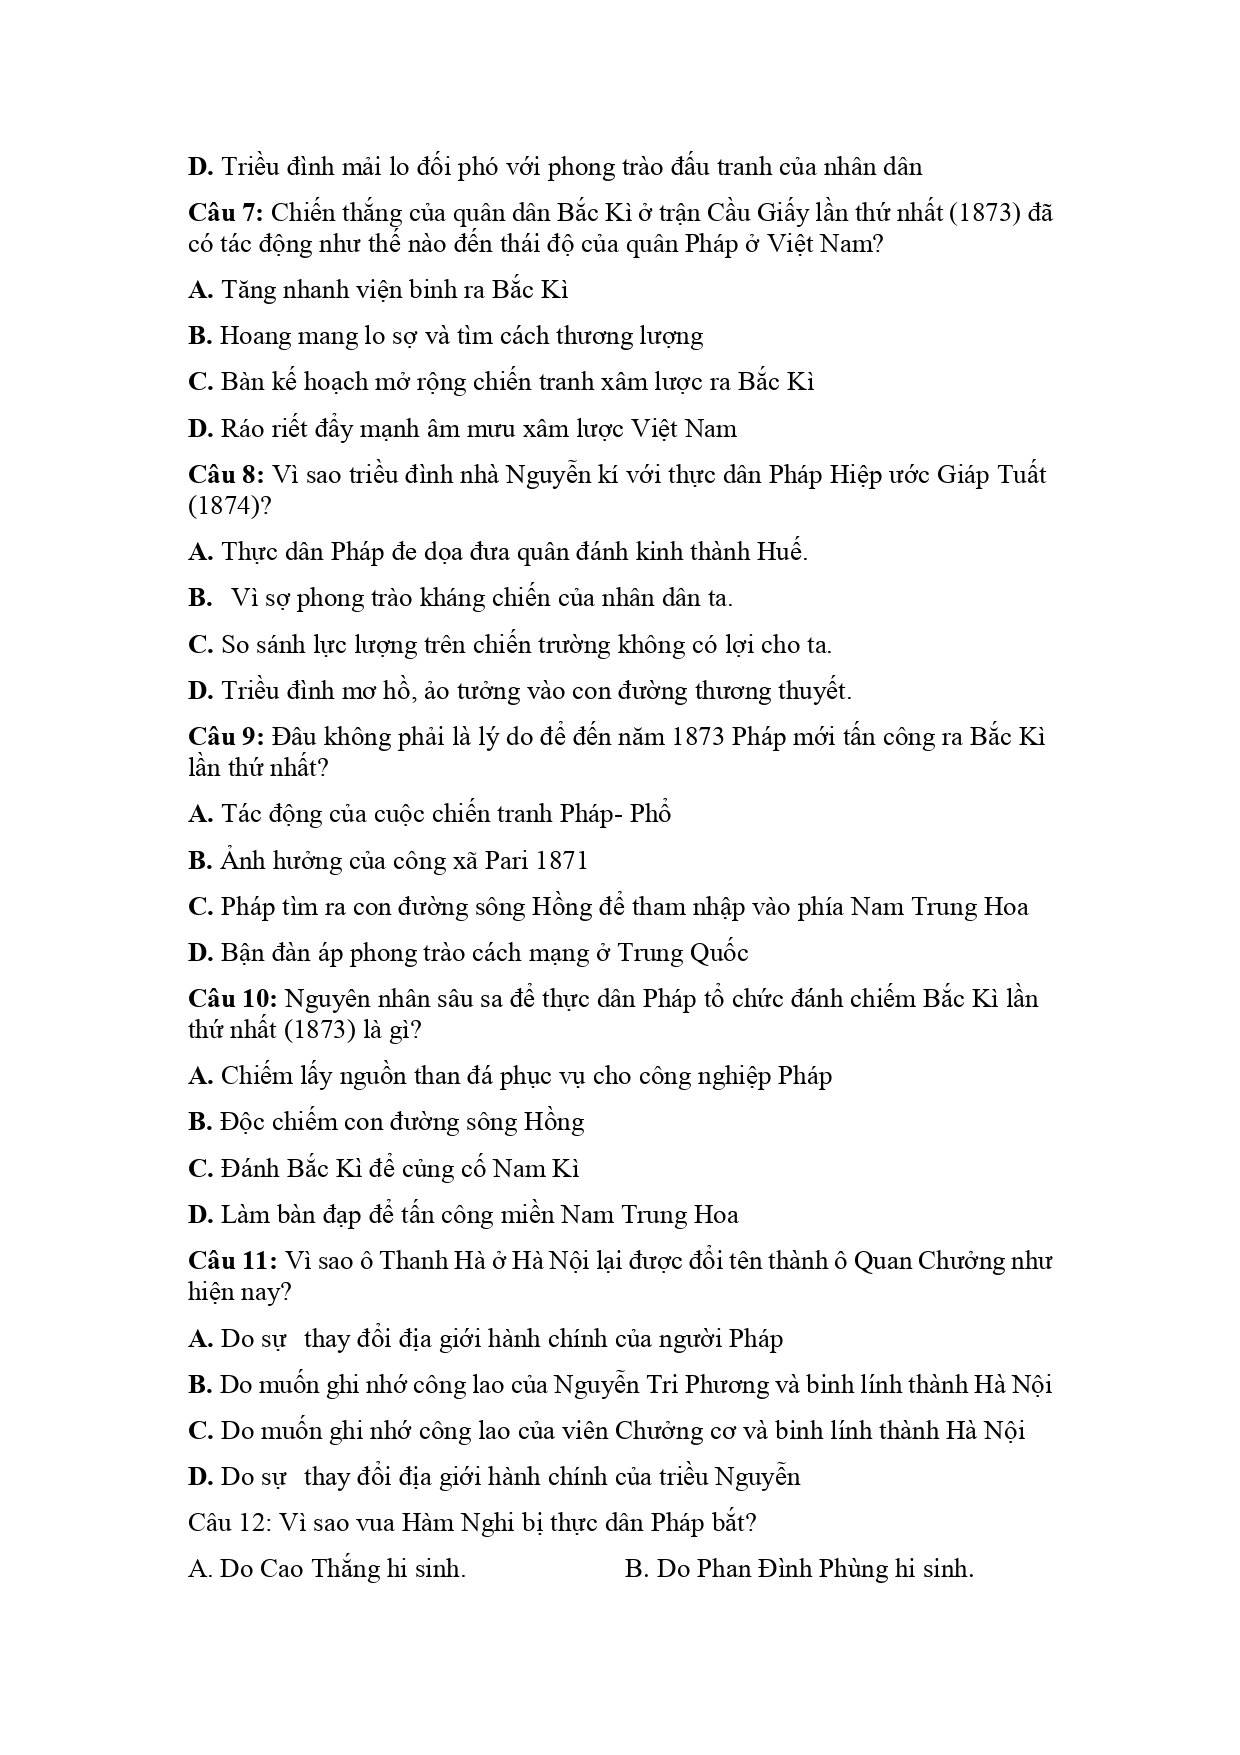 D. Triều đình mải lo đối phó với phong trào đấu tranh của nhân dân
Câu 7: Chiến thắng của quân dân Bắc Kì ở trận Cầu Giấy lần thứ nhất (1873) đã
có tác động như thế nào đến thái độ của quân Pháp ở Việt Nam?
A. Tăng nhanh viện binh ra Bắc Kì
B. Hoang mang lo sợ và tìm cách thương lượng
C. Bàn kế hoạch mở rộng chiến tranh xâm lược ra Bắc Kì
D. Ráo riết đẩy mạnh âm mưu xâm lược Việt Nam
Câu 8: Vì sao triều đình nhà Nguyễn kí với thực dân Pháp Hiệp ước Giáp Tuất
(1874)?
A. Thực dân Pháp đe dọa đưa quân đánh kinh thành Huế.
B. Vì sợ phong trào kháng chiến của nhân dân ta.
C. So sánh lực lượng trên chiến trường không có lợi cho ta.
D. Triều đình mơ hồ, ảo tưởng vào con đường thương thuyết.
Câu 9: Đâu không phải là lý do để đến năm 1873 Pháp mới tấn công ra Bắc Kì
lần thứ nhất?
A. Tác động của cuộc chiến tranh Pháp- Phổ
B. Ảnh hưởng của công xã Pari 1871
C. Pháp tìm ra con đường sông Hồng để tham nhập vào phía Nam Trung Hoa
D. Bận đàn áp phong trào cách mạng ở Trung Quốc
Câu 10: Nguyên nhân sâu sa để thực dân Pháp tổ chức đánh chiếm Bắc Kì lần
thứ nhất (1873) là gì?
A. Chiếm lấy nguồn than đá phục vụ cho công nghiệp Pháp
B. Độc chiếm con đường sông Hồng
C. Đánh Bắc Kì để củng cố Nam Kì
D. Làm bàn đạp để tấn công miền Nam Trung Hoa
Câu 11: Vì sao ô Thanh Hà ở Hà Nội lại được đổi tên thành ô Quan Chưởng như
hiện nay?
A. Do sự thay đổi địa giới hành chính của người Pháp
B. Do muốn ghi nhớ công lao của Nguyễn Tri Phương và binh lính thành Hà Nội
C. Do muốn ghi nhớ công lao của viên Chưởng cơ và binh lính thành Hà Nội
D. Do sự thay đổi địa giới hành chính của triều Nguyễn
Câu 12: Vì sao vua Hàm Nghi bị thực dân Pháp bắt?
A. Do Cao Thắng hi sinh. B. Do Phan Đình Phùng hi sinh.